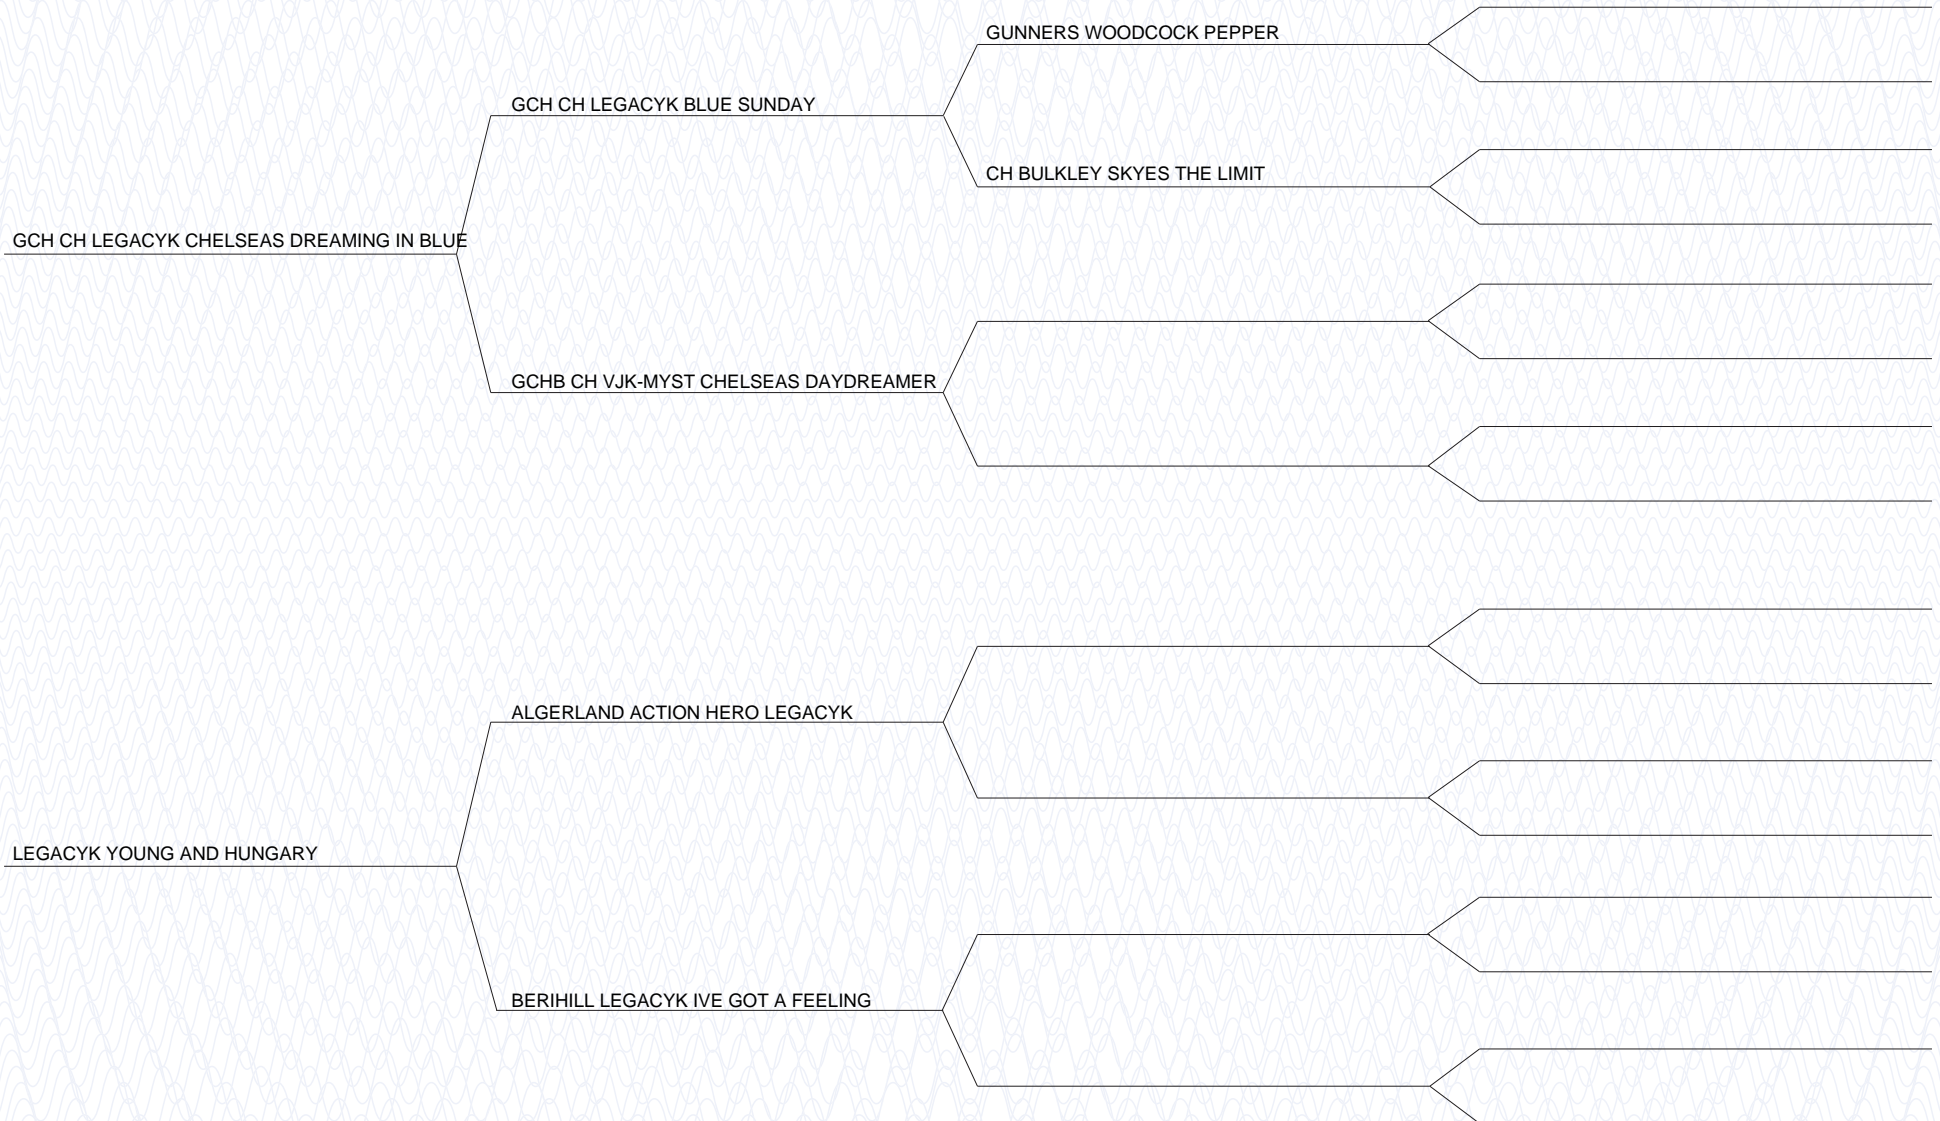 GUNNERS WOODCOCK PEPPER
GCH CH LEGACYK BLUE SUNDAY
CH BULKLEY SKYES THE LIMIT
GCH CH LEGACYK CHELSEAS DREAMING IN BLUE
GCHB CH VJK-MYST CHELSEAS DAYDREAMER
ALGERLAND ACTION HERO LEGACYK
LEGACYK YOUNG AND HUNGARY
BERIHILL LEGACYK IVE GOT A FEELING